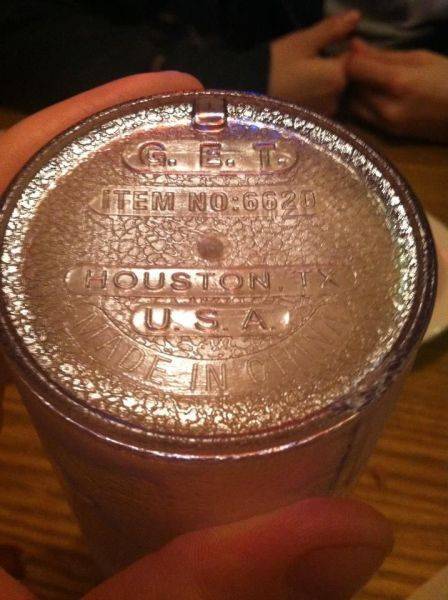 G. E. T.
ITEM NO:6620
HOUSTON, TX
U. S. A.
MADE IN CHINA